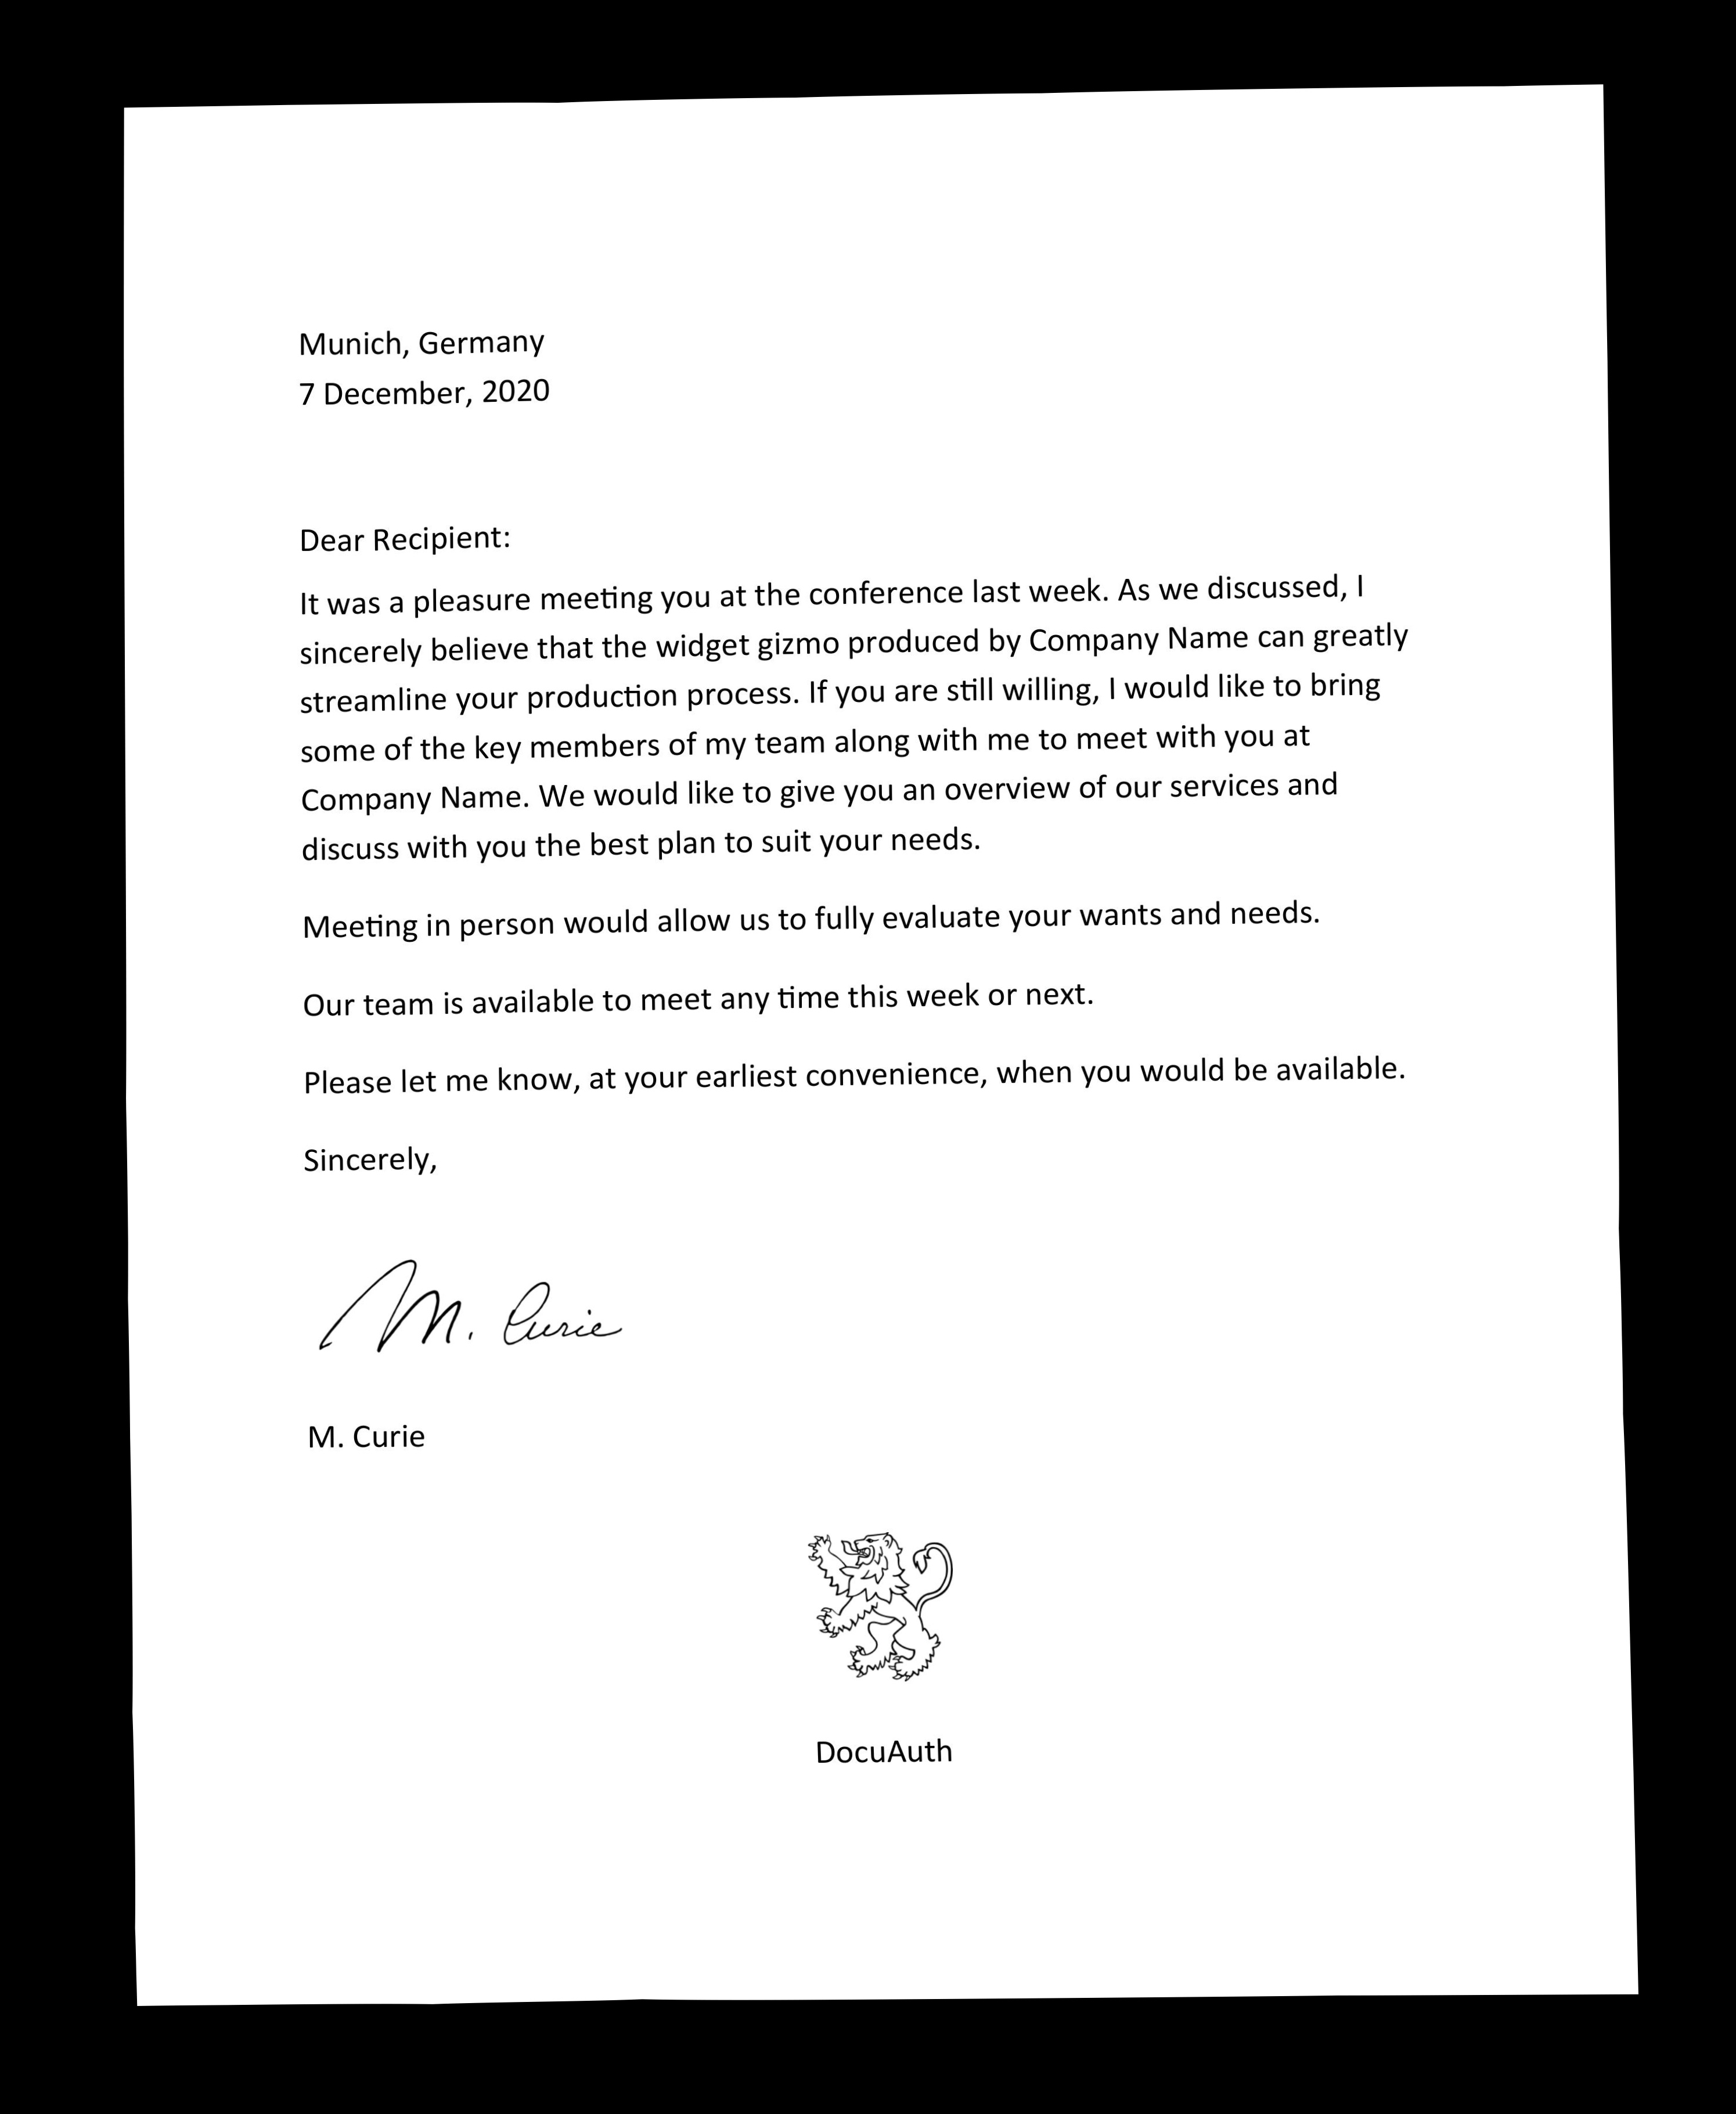 Munich, Germany
7 December, 2020
Dear Recipient:
It was a pleasure meeting you at the conference last week. As we discussed, I
sincerely believe that the widget gizmo produced by Company Name can greatly
streamline your production process. If you are still willing, I would like to bring
some of the key members of my team along with me to meet with you at
Company Name. We would like to give you an overview of our services and
discuss with you the best plan to suit your needs.
Meeting in person would allow us to fully evaluate your wants and needs.
Our team is available to meet any time this week or next.
Please let me know, at your earliest convenience, when you would be available.
Sincerely,
M. Curie
M. Curie
DocuAuth